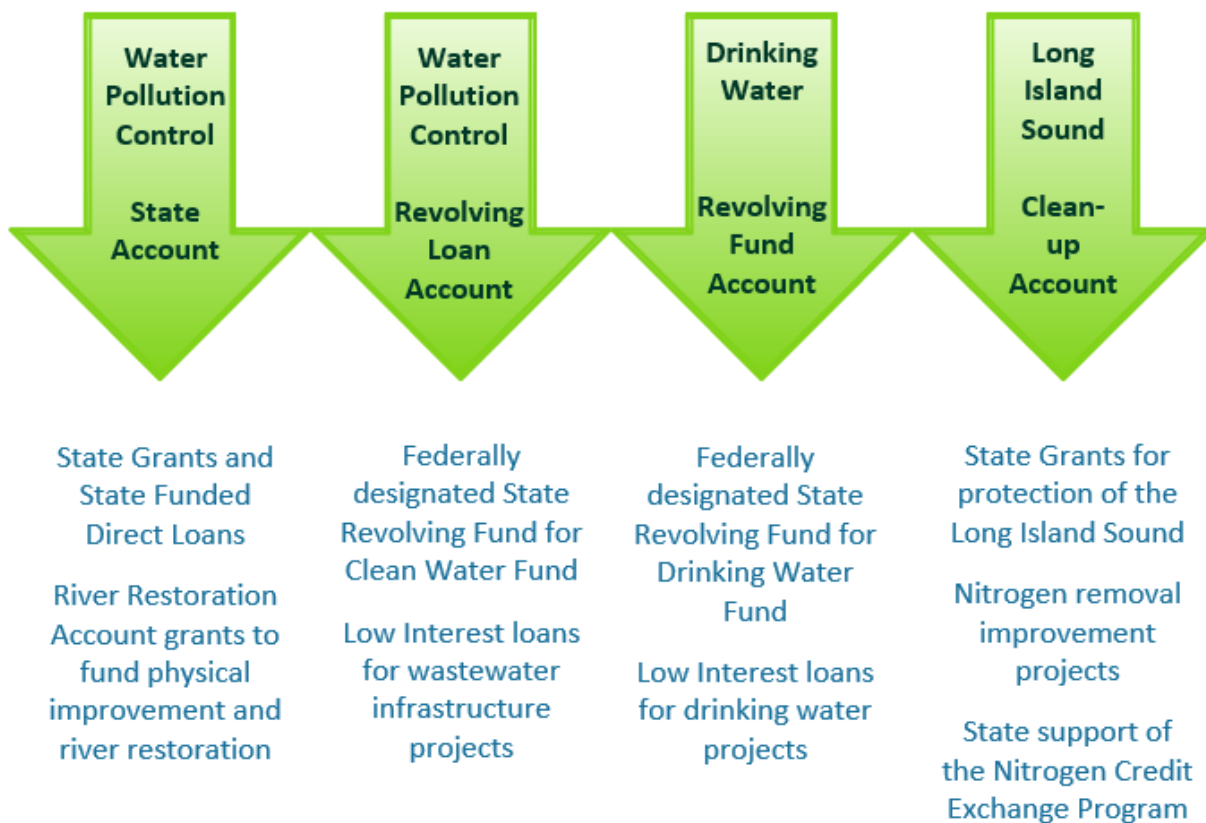 Water
Pollution
Control
State
Account
Water
Pollution
Control
Revolving
Loan
Account
Drinking
Water
Revolving
Fund
Account
Long
Island
Sound
Clean-
up
Account
State Grants and
State Funded
Direct Loans
River Restoration
Account grants to
fund physical
improvement and
river restoration
Federally
designated State
Revolving Fund for
Clean Water Fund
Low Interest loans
for wastewater
infrastructure
projects
Federally
designated State
Revolving Fund for
Drinking Water
Fund
Low Interest loans
for drinking water
projects
State Grants for
protection of the
Long Island Sound
Nitrogen removal
improvement
projects
State support of
the Nitrogen Credit
Exchange Program